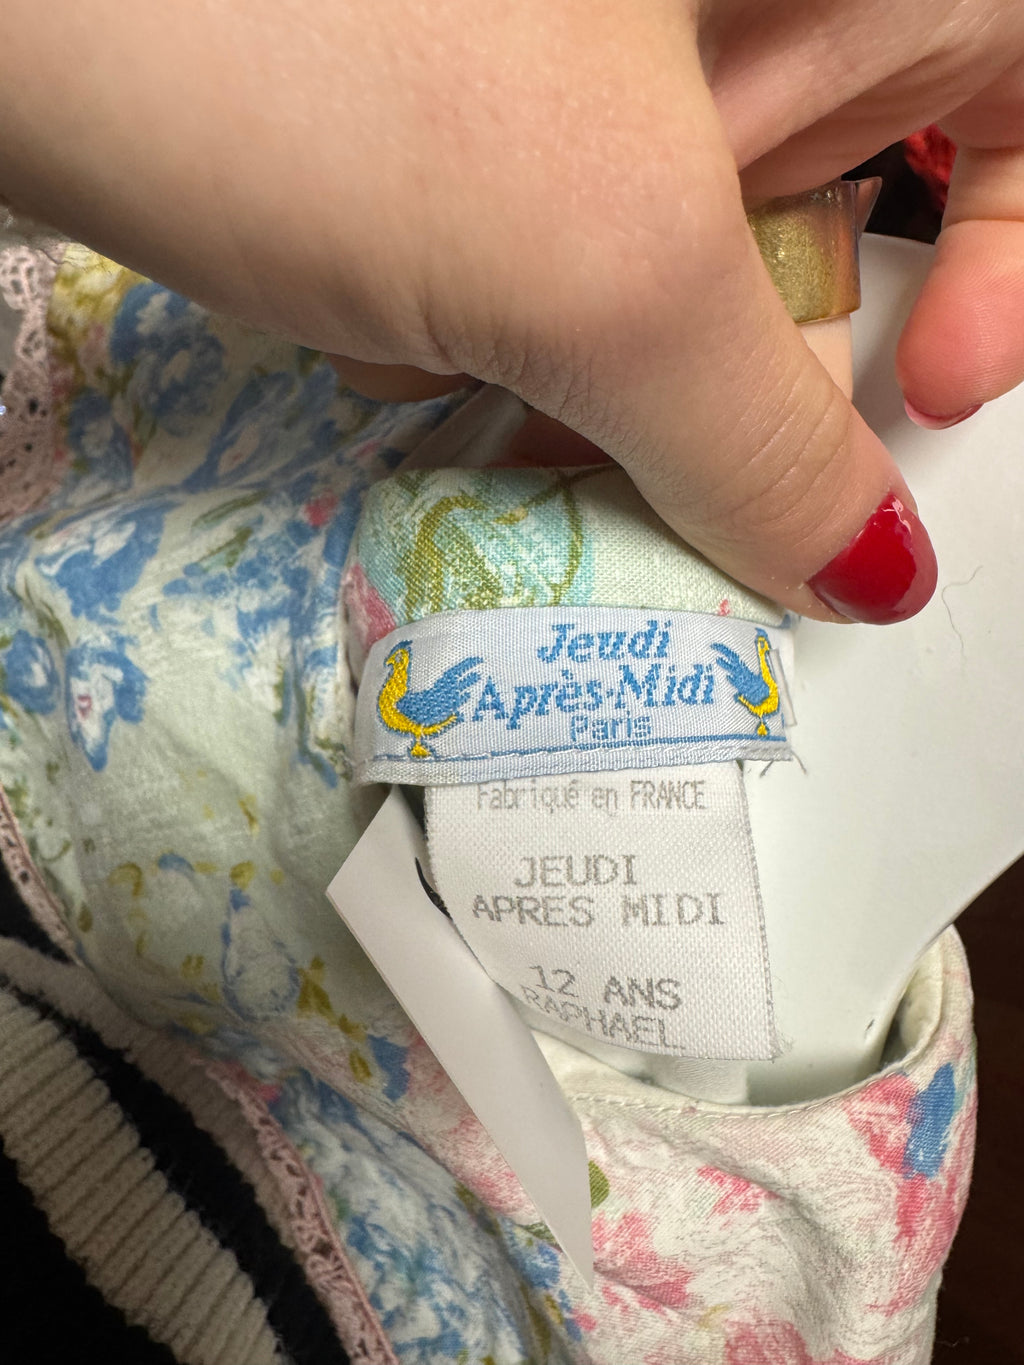 Jeudi
Après-Midi
Paris
Fabriqué en FRANCE
JEUDI
APRES MIDI
12 ANS
RAPHAEL